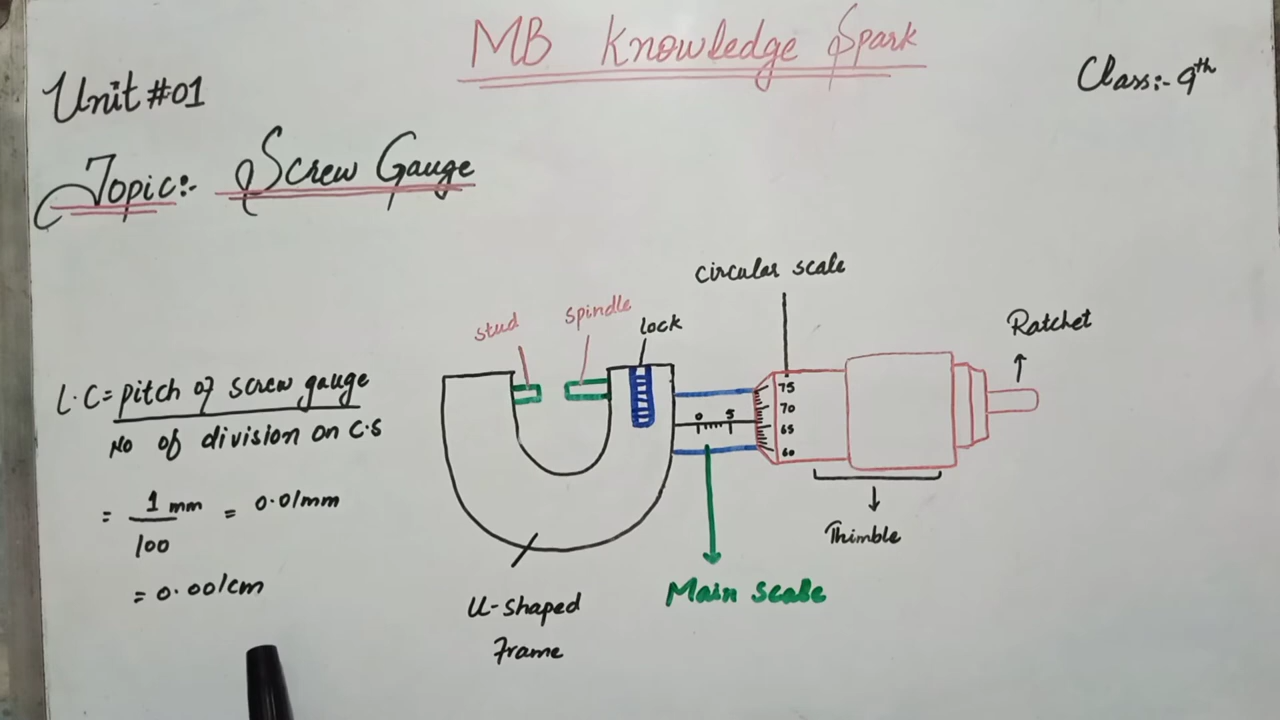 MB Knowledge Spark
Unit #01
Class:- 9th
Topic:- Screw Gauge
circular scale
stud
spindle
lock
Ratchet
L.C = pitch of screw gauge
No of division on C.S
= 1 mm = 0.01mm
100
= 0.001cm
0 5
75
70
65
60
Thimble
Main scale
U-shaped
Frame